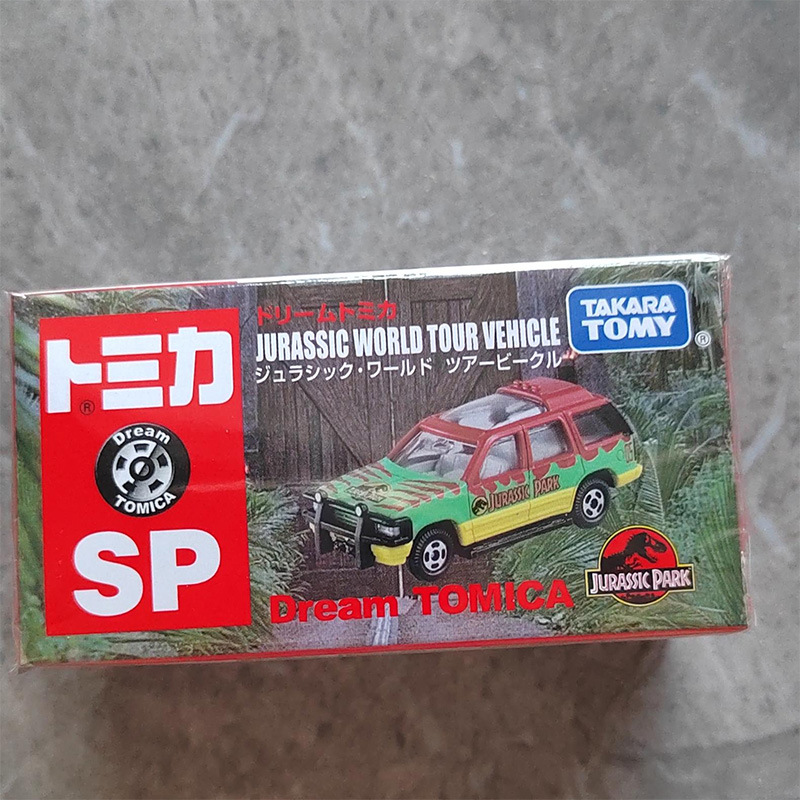 トミカ
®
Dream
TOMICA
SP
ドリームトミカ
JURASSIC WORLD TOUR VEHICLE
ジュラシック・ワールド ツアービークル
TAKARA
TOMY
®
JURASSIC PARK
Dream TOMICA
JURASSIC PARK